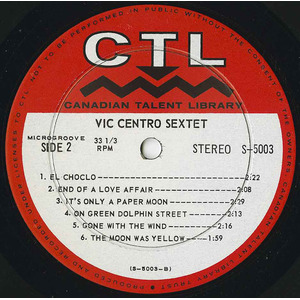 CTL
CANADIAN TALENT LIBRARY
VIC CENTRO SEXTET
MICROGROOVE
SIDE 2
33 1/3
RPM
STEREO S-5003
1. EL CHOCLO 2:22
2. END OF A LOVE AFFAIR 2:08
3. IT'S ONLY A PAPER MOON 2:29
4. ON GREEN DOLPHIN STREET 2:13
5. GONE WITH THE WIND 2:16
6. THE MOON WAS YELLOW 1:59
(S-5003-B)